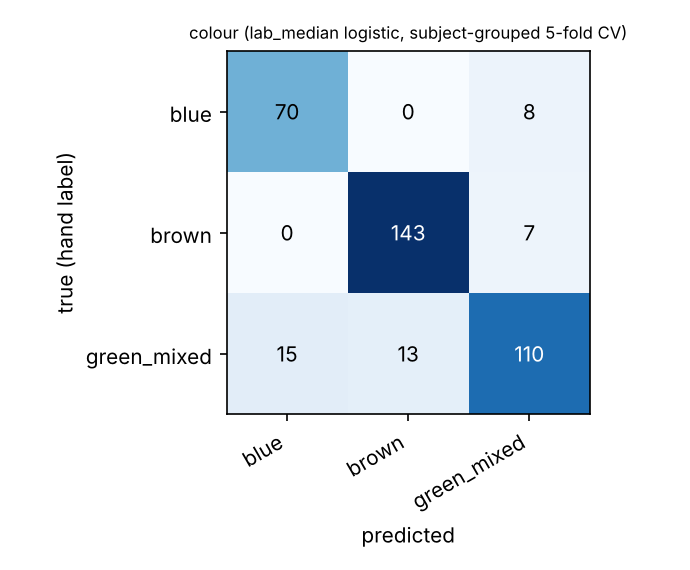 colour (lab_median logistic, subject-grouped 5-fold CV)
true (hand label)
blue
70
0
8
brown
0
143
7
green_mixed
15
13
110
blue
brown
green_mixed
predicted